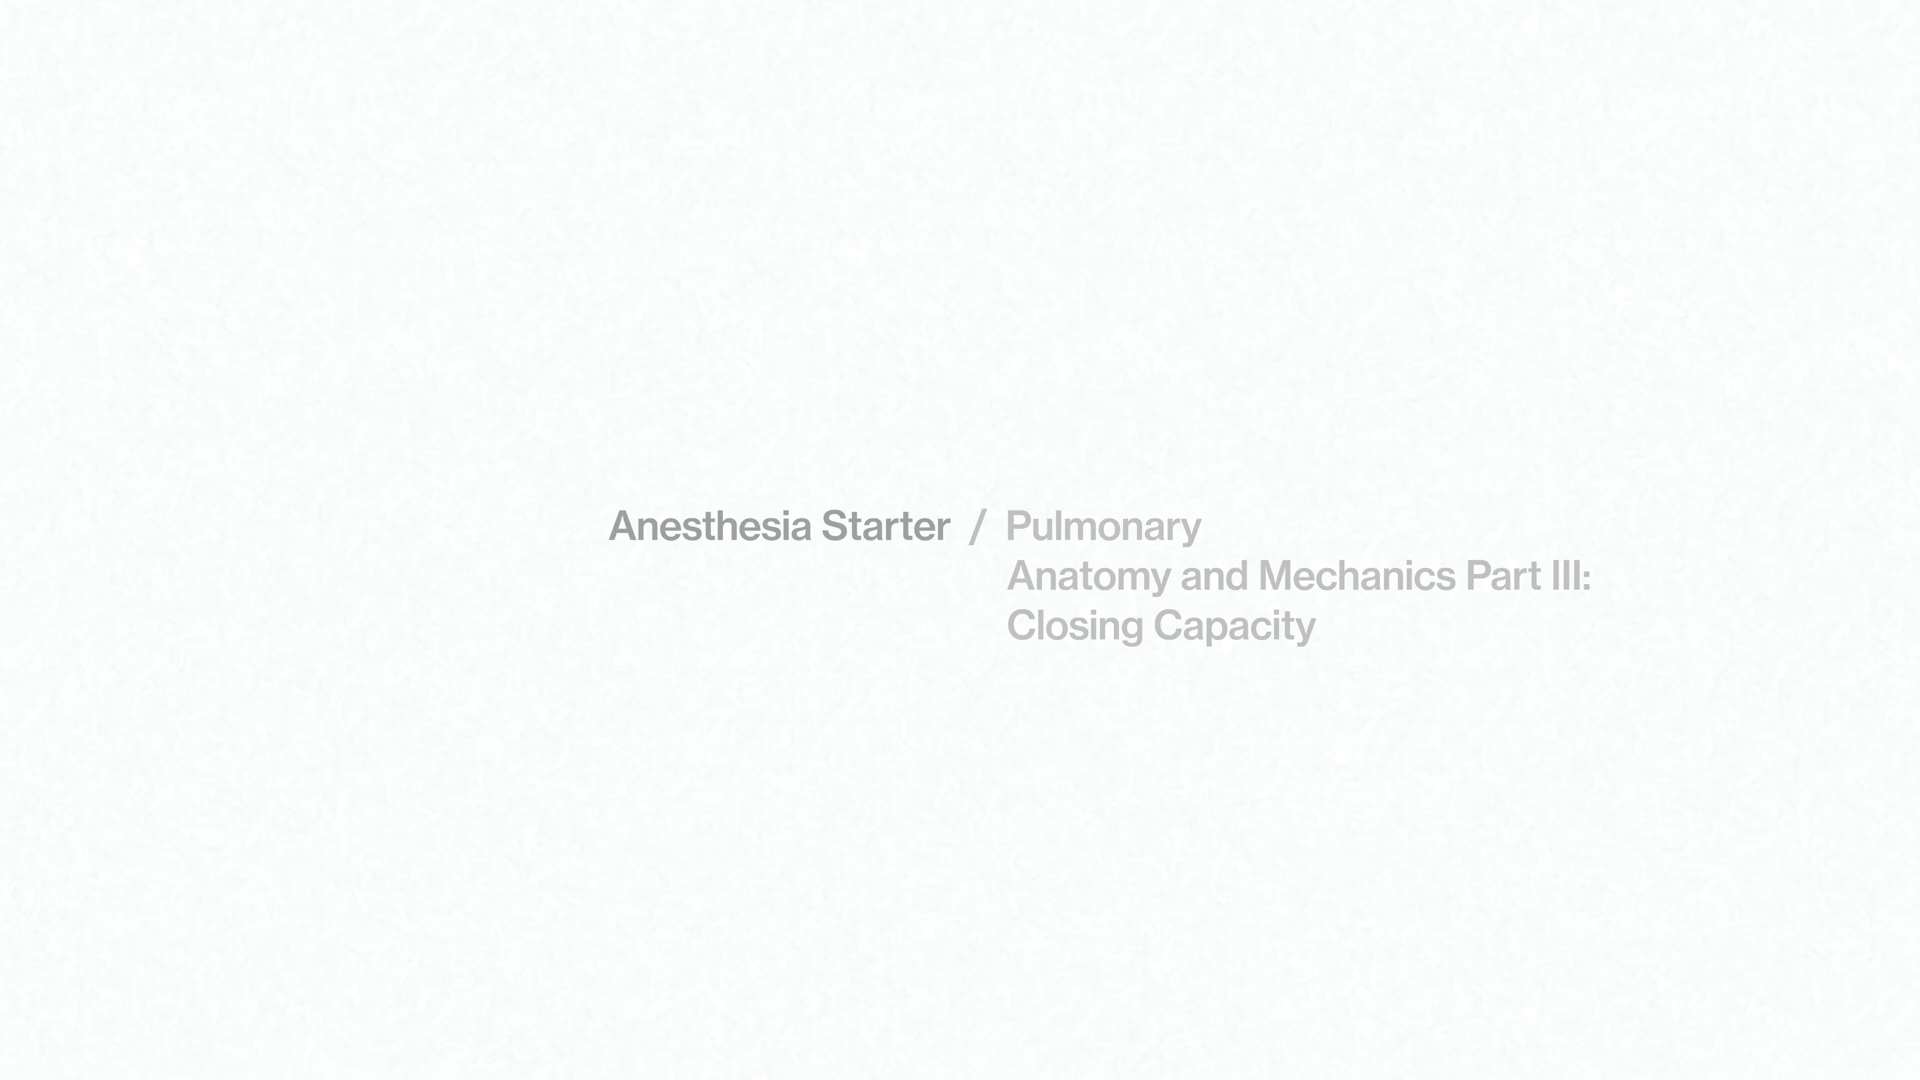 Anesthesia Starter / Pulmonary
Anatomy and Mechanics Part III:
Closing Capacity